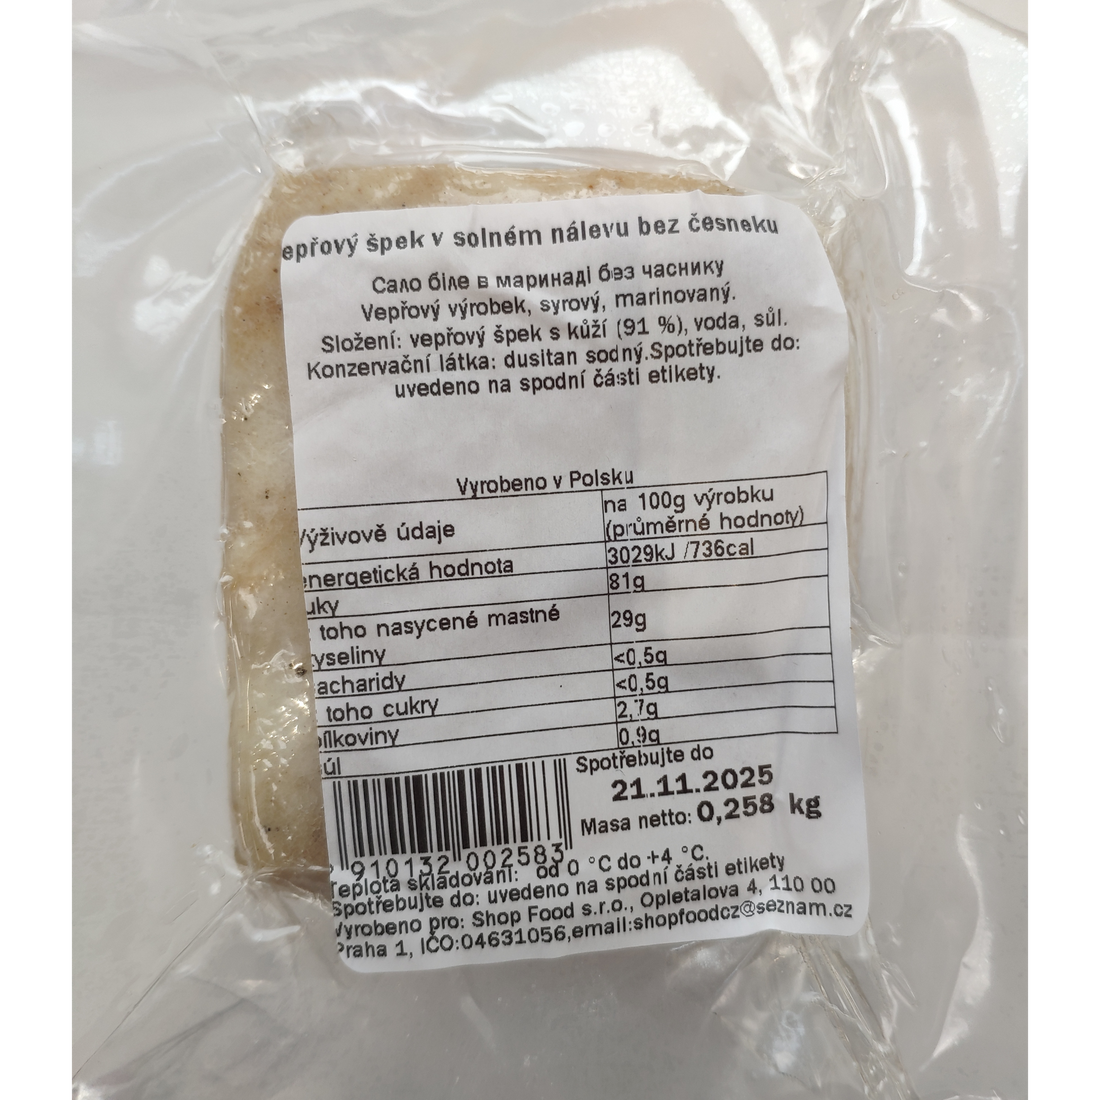 epřový špek v solném nálevu bez česneku
Сало біле в маринаді без часнику
Vepřový výrobek, syrový, marinovaný.
Složení: vepřový špek s kůží (91 %), voda, sůl.
Konzervační látka: dusitan sodný.Spotřebujte do:
uvedeno na spodní části etikety.
Vyrobeno v Polsku
Výživově údaje
na 100g výrobku
(průměrné hodnoty)
energetická hodnota
3029kJ /736cal
uky
81g
toho nasycené mastné
yseliny
29g
acharidy
<0,5g
toho cukry
<0,5g
ílkoviny
2,7g
úl
0,9g
Spotřebujte do
21.11.2025
Masa netto: 0,258 kg
910132 002583
Teplota skladování: od 0 °C do +4 °C.
Spotřebujte do: uvedeno na spodní části etikety
Vyrobeno pro: Shop Food s.r.o., Opletalova 4, 110 00
Praha 1, IČO:04631056,email:shopfoodcz@seznam.cz